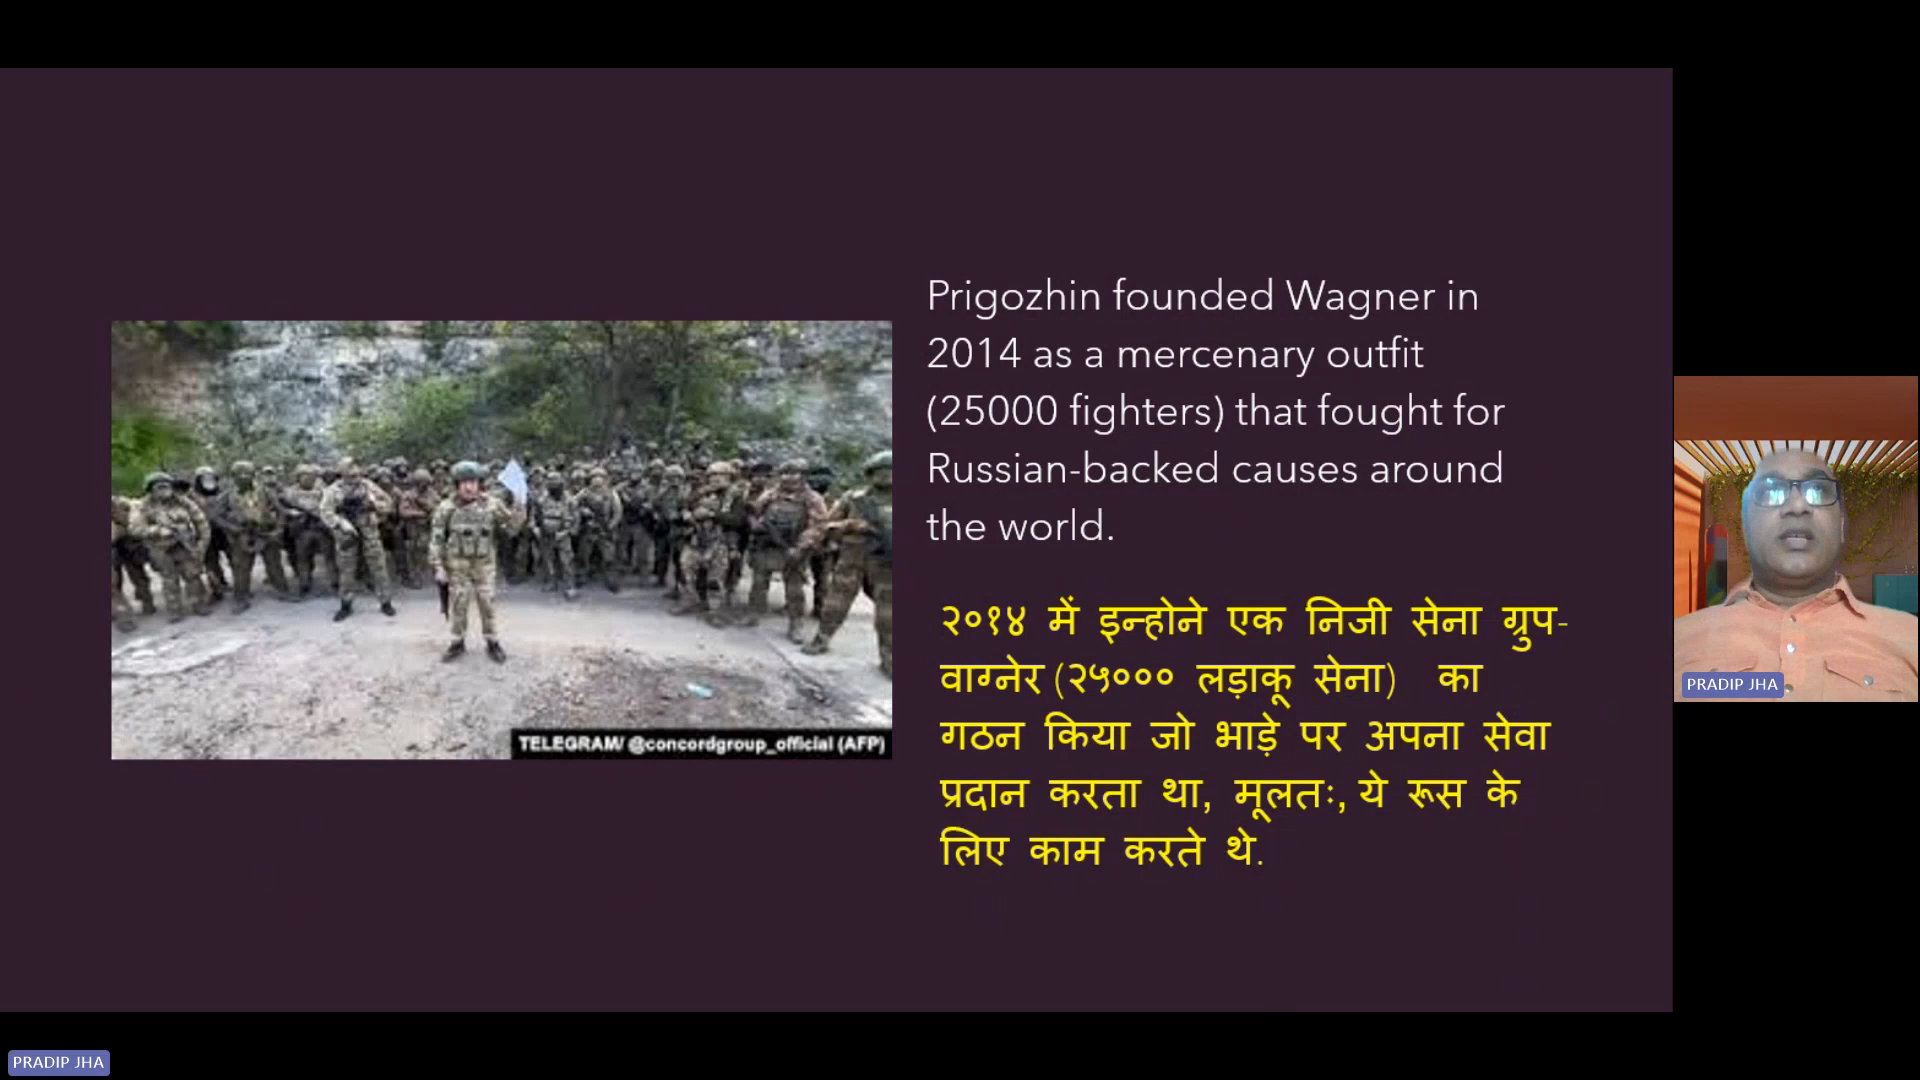 Prigozhin founded Wagner in
2014 as a mercenary outfit
(25000 fighters) that fought for
Russian-backed causes around
the world.
२०१४ में इन्होने एक निजी सेना ग्रुप-
वाग्नेर (२५००० लड़ाकू सेना) का
गठन किया जो भाड़े पर अपना सेवा
प्रदान करता था, मूलतः, ये रूस के
लिए काम करते थे.
TELEGRAM/ @concordgroup_official (AFP)
PRADIP JHA
PRADIP JHA